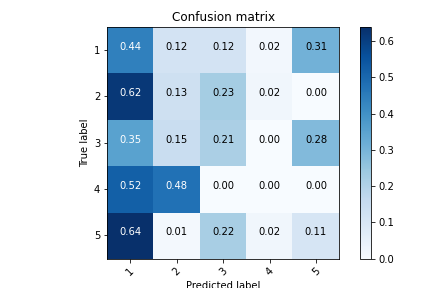 Confusion matrix
1 0.44 0.12 0.12 0.02 0.31
2 0.62 0.13 0.23 0.02 0.00
3 0.35 0.15 0.21 0.00 0.28
4 0.52 0.48 0.00 0.00 0.00
5 0.64 0.01 0.22 0.02 0.11
True label
1 2 3 4 5
Predicted label
0.6
0.5
0.4
0.3
0.2
0.1
0.0